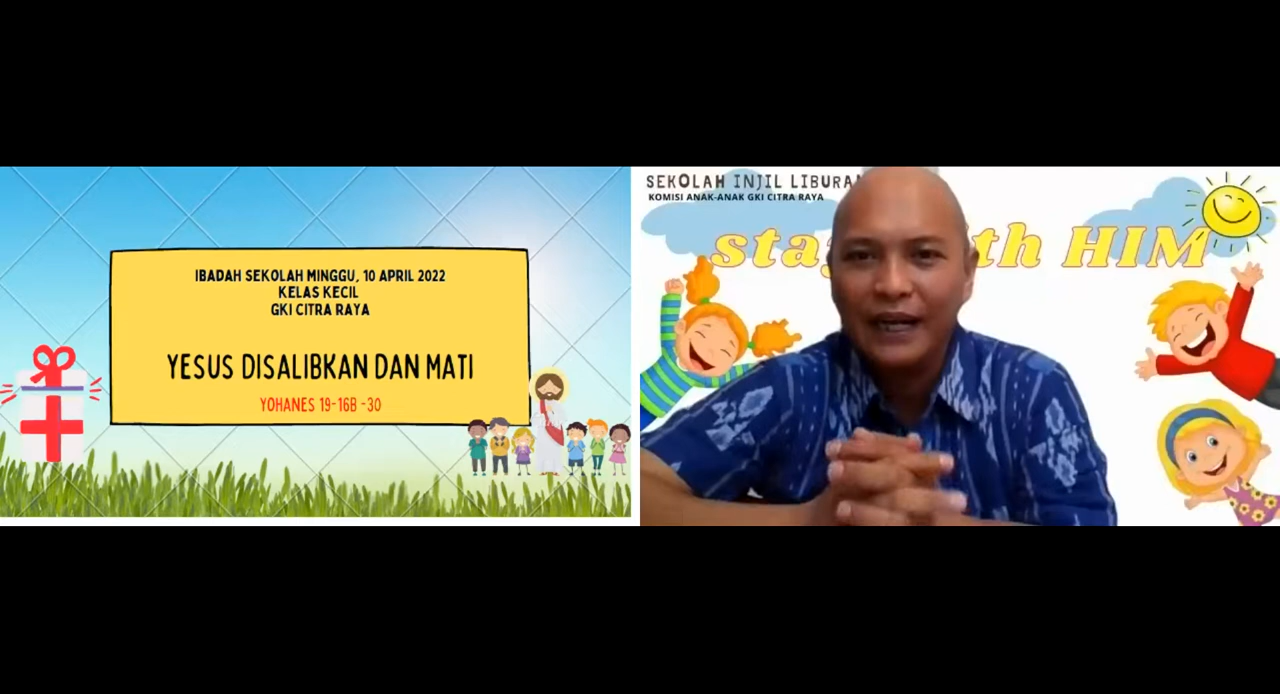 IBADAH SEKOLAH MINGGU, 10 APRIL 2022
KELAS KECIL
GKI CITRA RAYA
YESUS DISALIBKAN DAN MATI
YOHANES 19-16B -30
SEKOLAH INJIL LIBURAN
KOMISI ANAK-ANAK GKI CITRA RAYA
HIM